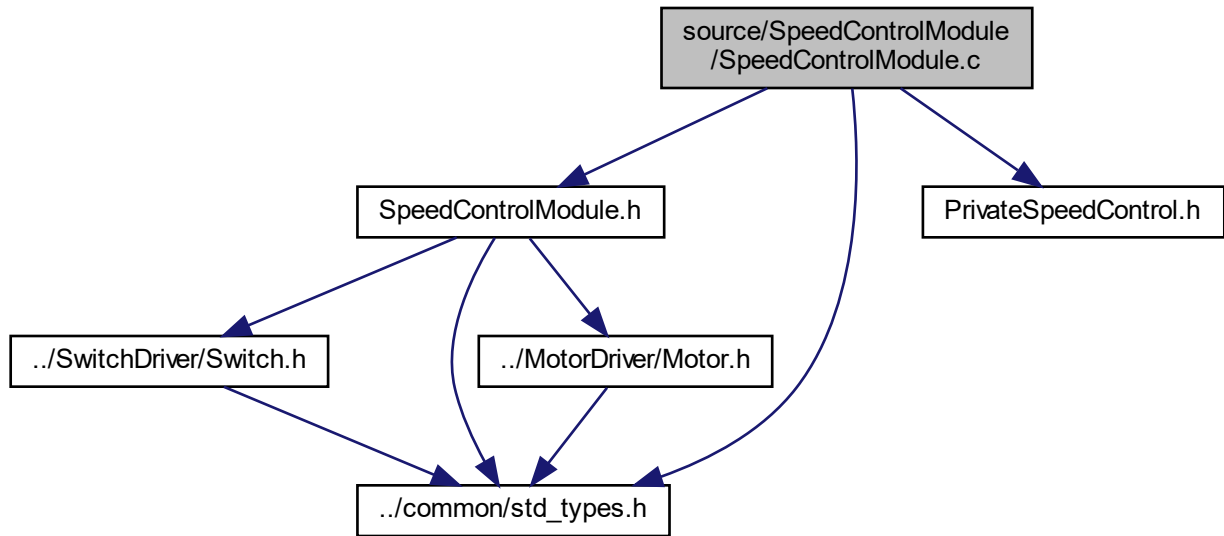 source/SpeedControlModule
/SpeedControlModule.c
SpeedControlModule.h
PrivateSpeedControl.h
../SwitchDriver/Switch.h
../MotorDriver/Motor.h
../common/std_types.h